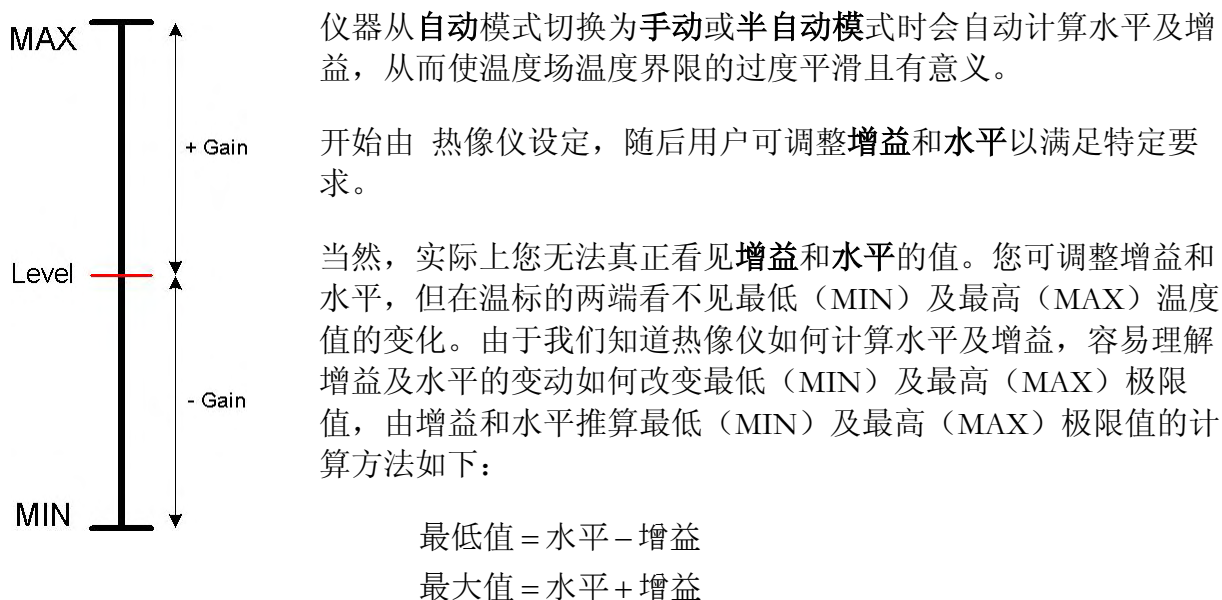 MAX
+ Gain
Level
- Gain
MIN
仪器从自动模式切换为手动或半自动模式时会自动计算水平及增
益，从而使温度场温度界限的过度平滑且有意义。
开始由 热像仪设定，随后用户可调整增益和水平以满足特定要
求。
当然，实际上您无法真正看见增益和水平的值。您可调整增益和
水平，但在温标的两端看不见最低（MIN）及最高（MAX）温度
值的变化。由于我们知道热像仪如何计算水平及增益，容易理解
增益及水平的变动如何改变最低（MIN）及最高（MAX）极限
值，由增益和水平推算最低（MIN）及最高（MAX）极限值的计
算方法如下：
最低值=水平−增益
最大值=水平+增益